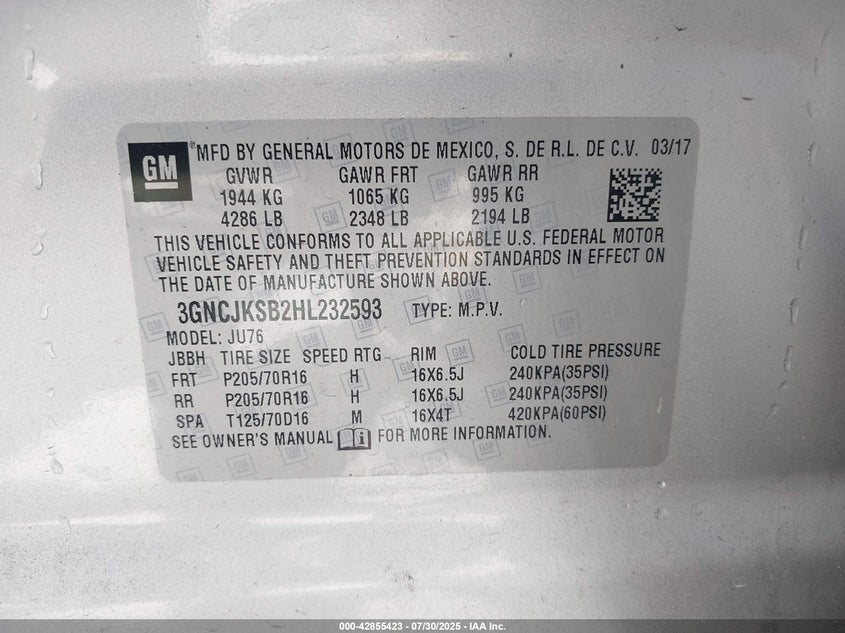 GM ®MFD BY GENERAL MOTORS DE MEXICO, S. DE R.L. DE C.V. 03/17
GVWR GAWR FRT GAWR RR
1944 KG 1065 KG 995 KG
4286 LB 2348 LB 2194 LB
THIS VEHICLE CONFORMS TO ALL APPLICABLE U.S. FEDERAL MOTOR
VEHICLE SAFETY AND THEFT PREVENTION STANDARDS IN EFFECT ON
THE DATE OF MANUFACTURE SHOWN ABOVE.
3GNCJKSB2HL232593 TYPE: M.P.V.
MODEL: JU76
JBBH TIRE SIZE SPEED RTG RIM COLD TIRE PRESSURE
FRT P205/70R16 H 16X6.5J 240KPA(35PSI)
RR P205/70R16 H 16X6.5J 240KPA(35PSI)
SPA T125/70D16 M 16X4T 420KPA(60PSI)
SEE OWNER'S MANUAL i FOR MORE INFORMATION.
000-42855423 - 07/30/2025 - IAA Inc.